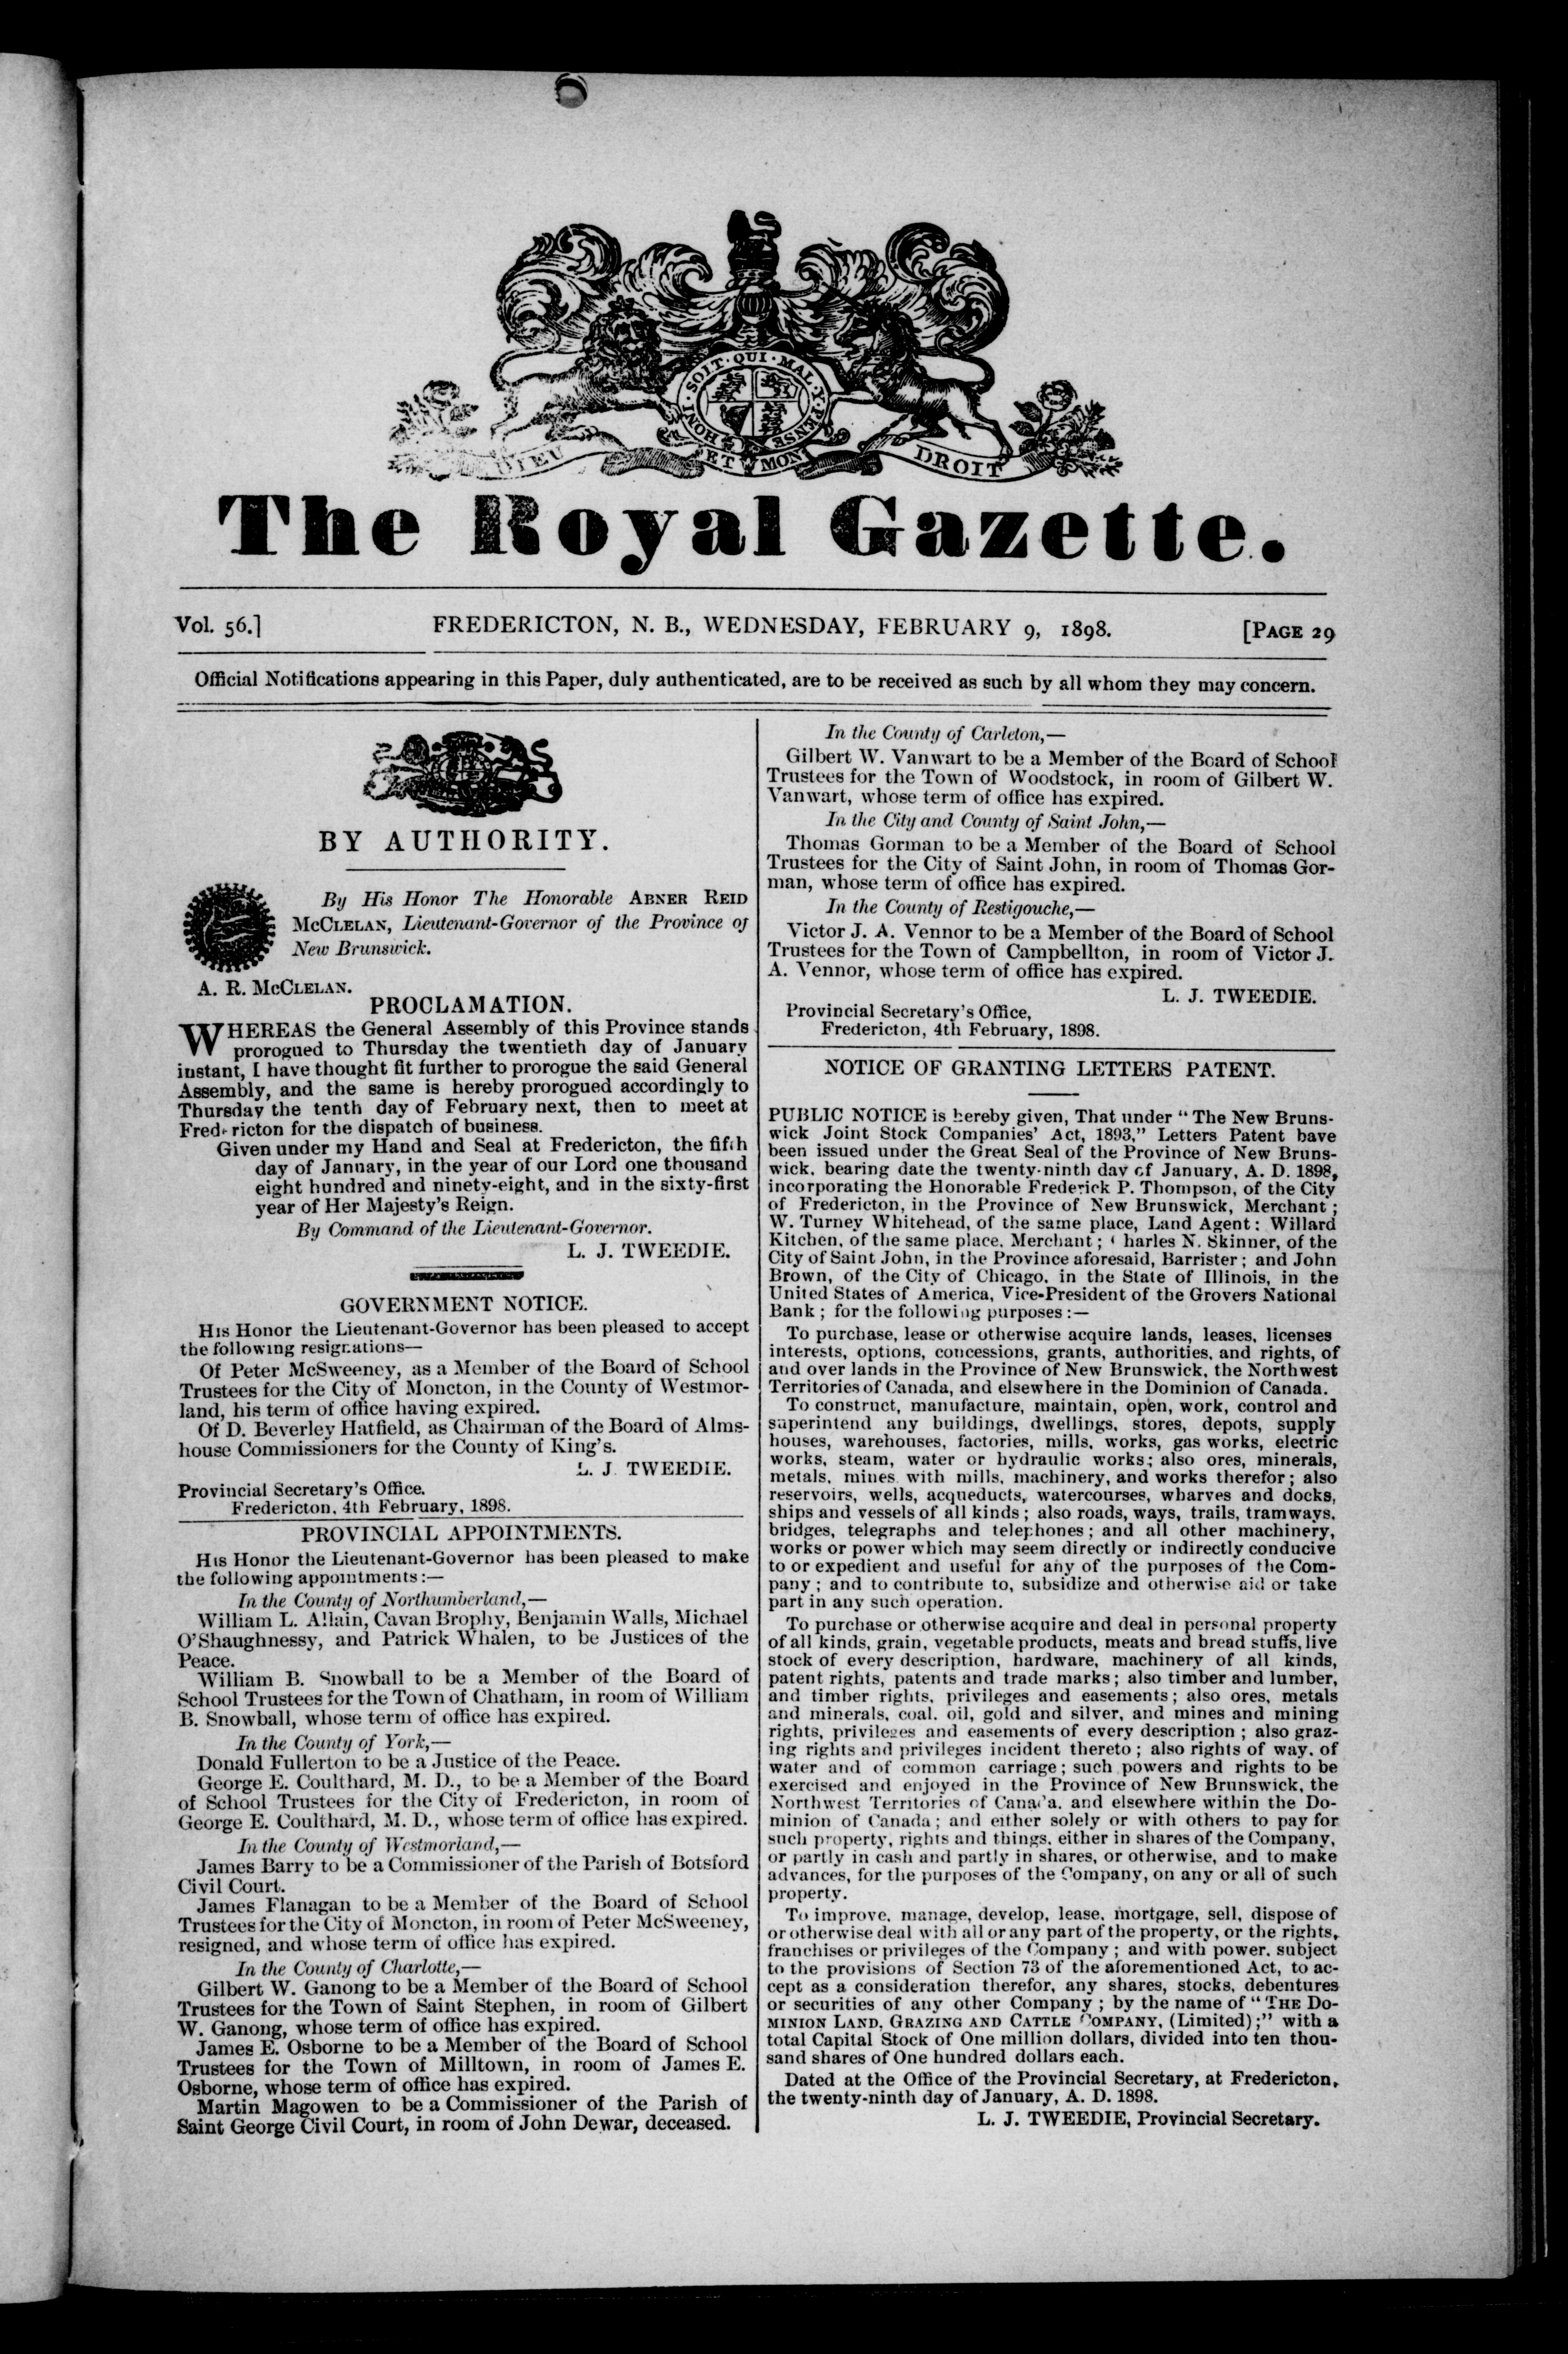 HONI · SOIT · QUI · MAL · Y · PENSE
DIEU ET MON DROIT
The Royal Gazette.
Vol. 56.]
FREDERICTON, N. B., WEDNESDAY, FEBRUARY 9, 1898.
[PAGE 29
Official Notifications appearing in this Paper, duly authenticated, are to be received as such by all whom they may concern.
BY AUTHORITY.
By His Honor The Honorable ABNER REID
MCCLELAN, Lieutenant-Governor of the Province of
New Brunswick.
A. R. MCCLELAN.
PROCLAMATION.
WHEREAS the General Assembly of this Province stands
prorogued to Thursday the twentieth day of January
instant, I have thought fit further to prorogue the said General
Assembly, and the same is hereby prorogued accordingly to
Thursday the tenth day of February next, then to meet at
Fredericton for the dispatch of business.
Given under my Hand and Seal at Fredericton, the fifth
day of January, in the year of our Lord one thousand
eight hundred and ninety-eight, and in the sixty-first
year of Her Majesty's Reign.
By Command of the Lieutenant-Governor.
L. J. TWEEDIE.
GOVERNMENT NOTICE.
HIS Honor the Lieutenant-Governor has been pleased to accept
the following resignations—
Of Peter McSweeney, as a Member of the Board of School
Trustees for the City of Moncton, in the County of Westmor-
land, his term of office having expired.
Of D. Beverley Hatfield, as Chairman of the Board of Alms-
house Commissioners for the County of King's.
L. J. TWEEDIE.
Provincial Secretary's Office.
Fredericton, 4th February, 1898.
PROVINCIAL APPOINTMENTS.
HIS Honor the Lieutenant-Governor has been pleased to make
the following appointments:—
In the County of Northumberland,—
William L. Allain, Cavan Brophy, Benjamin Walls, Michael
O'Shaughnessy, and Patrick Whalen, to be Justices of the
Peace.
William B. Snowball to be a Member of the Board of
School Trustees for the Town of Chatham, in room of William
B. Snowball, whose term of office has expired.
In the County of York,—
Donald Fullerton to be a Justice of the Peace.
George E. Coulthard, M. D., to be a Member of the Board
of School Trustees for the City of Fredericton, in room of
George E. Coulthard, M. D., whose term of office has expired.
In the County of Westmorland,—
James Barry to be a Commissioner of the Parish of Botsford
Civil Court.
James Flanagan to be a Member of the Board of School
Trustees for the City of Moncton, in room of Peter McSweeney,
resigned, and whose term of office has expired.
In the County of Charlotte,—
Gilbert W. Ganong to be a Member of the Board of School
Trustees for the Town of Saint Stephen, in room of Gilbert
W. Ganong, whose term of office has expired.
James E. Osborne to be a Member of the Board of School
Trustees for the Town of Milltown, in room of James E.
Osborne, whose term of office has expired.
Martin Magowen to be a Commissioner of the Parish of
Saint George Civil Court, in room of John Dewar, deceased.
In the County of Carleton,—
Gilbert W. Vanwart to be a Member of the Board of School
Trustees for the Town of Woodstock, in room of Gilbert W.
Vanwart, whose term of office has expired.
In the City and County of Saint John,—
Thomas Gorman to be a Member of the Board of School
Trustees for the City of Saint John, in room of Thomas Gor-
man, whose term of office has expired.
In the County of Restigouche,—
Victor J. A. Vennor to be a Member of the Board of School
Trustees for the Town of Campbellton, in room of Victor J.
A. Vennor, whose term of office has expired.
L. J. TWEEDIE.
Provincial Secretary's Office,
Fredericton, 4th February, 1898.
NOTICE OF GRANTING LETTERS PATENT.
PUBLIC NOTICE is hereby given, That under "The New Bruns-
wick Joint Stock Companies' Act, 1893," Letters Patent have
been issued under the Great Seal of the Province of New Bruns-
wick, bearing date the twenty-ninth day of January, A. D. 1898,
incorporating the Honorable Frederick P. Thompson, of the City
of Fredericton, in the Province of New Brunswick, Merchant;
W. Turney Whitehead, of the same place, Land Agent: Willard
Kitchen, of the same place, Merchant; Charles N. Skinner, of the
City of Saint John, in the Province aforesaid, Barrister; and John
Brown, of the City of Chicago, in the State of Illinois, in the
United States of America, Vice-President of the Grovers National
Bank; for the following purposes:—
To purchase, lease or otherwise acquire lands, leases, licenses
interests, options, concessions, grants, authorities, and rights, of
and over lands in the Province of New Brunswick, the Northwest
Territories of Canada, and elsewhere in the Dominion of Canada.
To construct, manufacture, maintain, open, work, control and
superintend any buildings, dwellings, stores, depots, supply
houses, warehouses, factories, mills, works, gas works, electric
works, steam, water or hydraulic works; also ores, minerals,
metals, mines with mills, machinery, and works therefor; also
reservoirs, wells, acqueducts, watercourses, wharves and docks,
ships and vessels of all kinds; also roads, ways, trails, tramways,
bridges, telegraphs and telephones; and all other machinery,
works or power which may seem directly or indirectly conducive
to or expedient and useful for any of the purposes of the Com-
pany; and to contribute to, subsidize and otherwise aid or take
part in any such operation.
To purchase or otherwise acquire and deal in personal property
of all kinds, grain, vegetable products, meats and bread stuffs, live
stock of every description, hardware, machinery of all kinds,
patent rights, patents and trade marks; also timber and lumber,
and timber rights, privileges and easements; also ores, metals
and minerals, coal, oil, gold and silver, and mines and mining
rights, privileges and easements of every description; also graz-
ing rights and privileges incident thereto; also rights of way, of
water and of common carriage; such powers and rights to be
exercised and enjoyed in the Province of New Brunswick, the
Northwest Territories of Canada, and elsewhere within the Do-
minion of Canada; and either solely or with others to pay for
such property, rights and things, either in shares of the Company,
or partly in cash and partly in shares, or otherwise, and to make
advances, for the purposes of the Company, on any or all of such
property.
To improve, manage, develop, lease, mortgage, sell, dispose of
or otherwise deal with all or any part of the property, or the rights,
franchises or privileges of the Company; and with power, subject
to the provisions of Section 73 of the aforementioned Act, to ac-
cept as a consideration therefor, any shares, stocks, debentures
or securities of any other Company; by the name of "THE DO-
MINION LAND, GRAZING AND CATTLE COMPANY, (Limited);" with a
total Capital Stock of One million dollars, divided into ten thou-
sand shares of One hundred dollars each.
Dated at the Office of the Provincial Secretary, at Fredericton,
the twenty-ninth day of January, A. D. 1898.
L. J. TWEEDIE, Provincial Secretary.